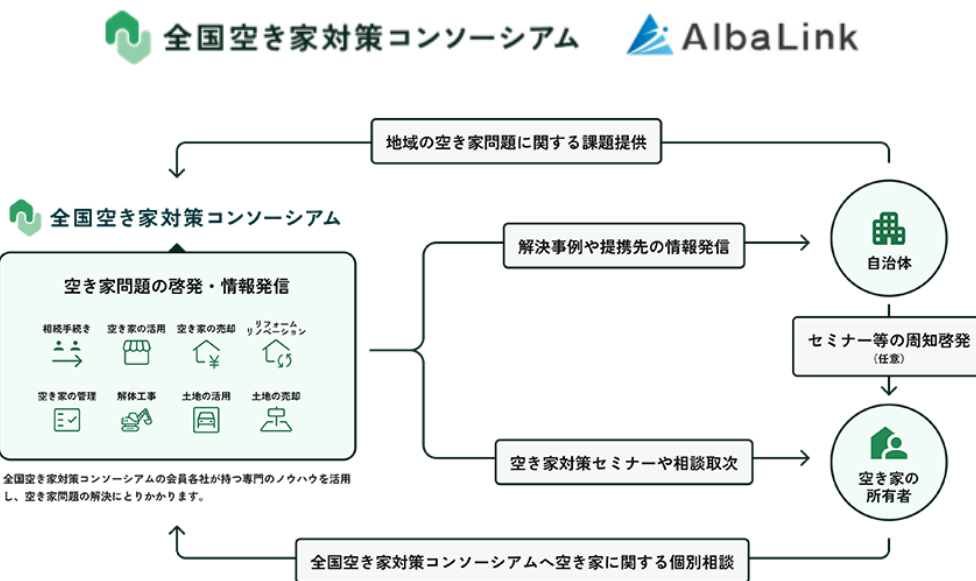 全国空き家対策コンソーシアム
AlbaLink
地域の空き家問題に関する課題提供
全国空き家対策コンソーシアム
空き家問題の啓発・情報発信
相続手続き
空き家の活用
空き家の売却
リフォーム
リノベーション
空き家の管理
解体工事
土地の活用
土地の売却
全国空き家対策コンソーシアムの会員各社が持つ専門のノウハウを活用
し、空き家問題の解決にとりかかります。
解決事例や提携先の情報発信
自治体
セミナー等の周知啓発
(任意)
空き家対策セミナーや相談取次
空き家の
所有者
全国空き家対策コンソーシアムへ空き家に関する個別相談